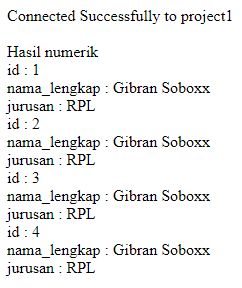 Connected Successfully to project1
Hasil numerik
id : 1
nama_lengkap : Gibran Soboxx
jurusan : RPL
id : 2
nama_lengkap : Gibran Soboxx
jurusan : RPL
id : 3
nama_lengkap : Gibran Soboxx
jurusan : RPL
id : 4
nama_lengkap : Gibran Soboxx
jurusan : RPL